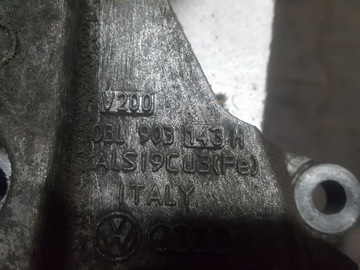 V200
03L 903 143 H
ALSI9CU3(Fe)
ITALY